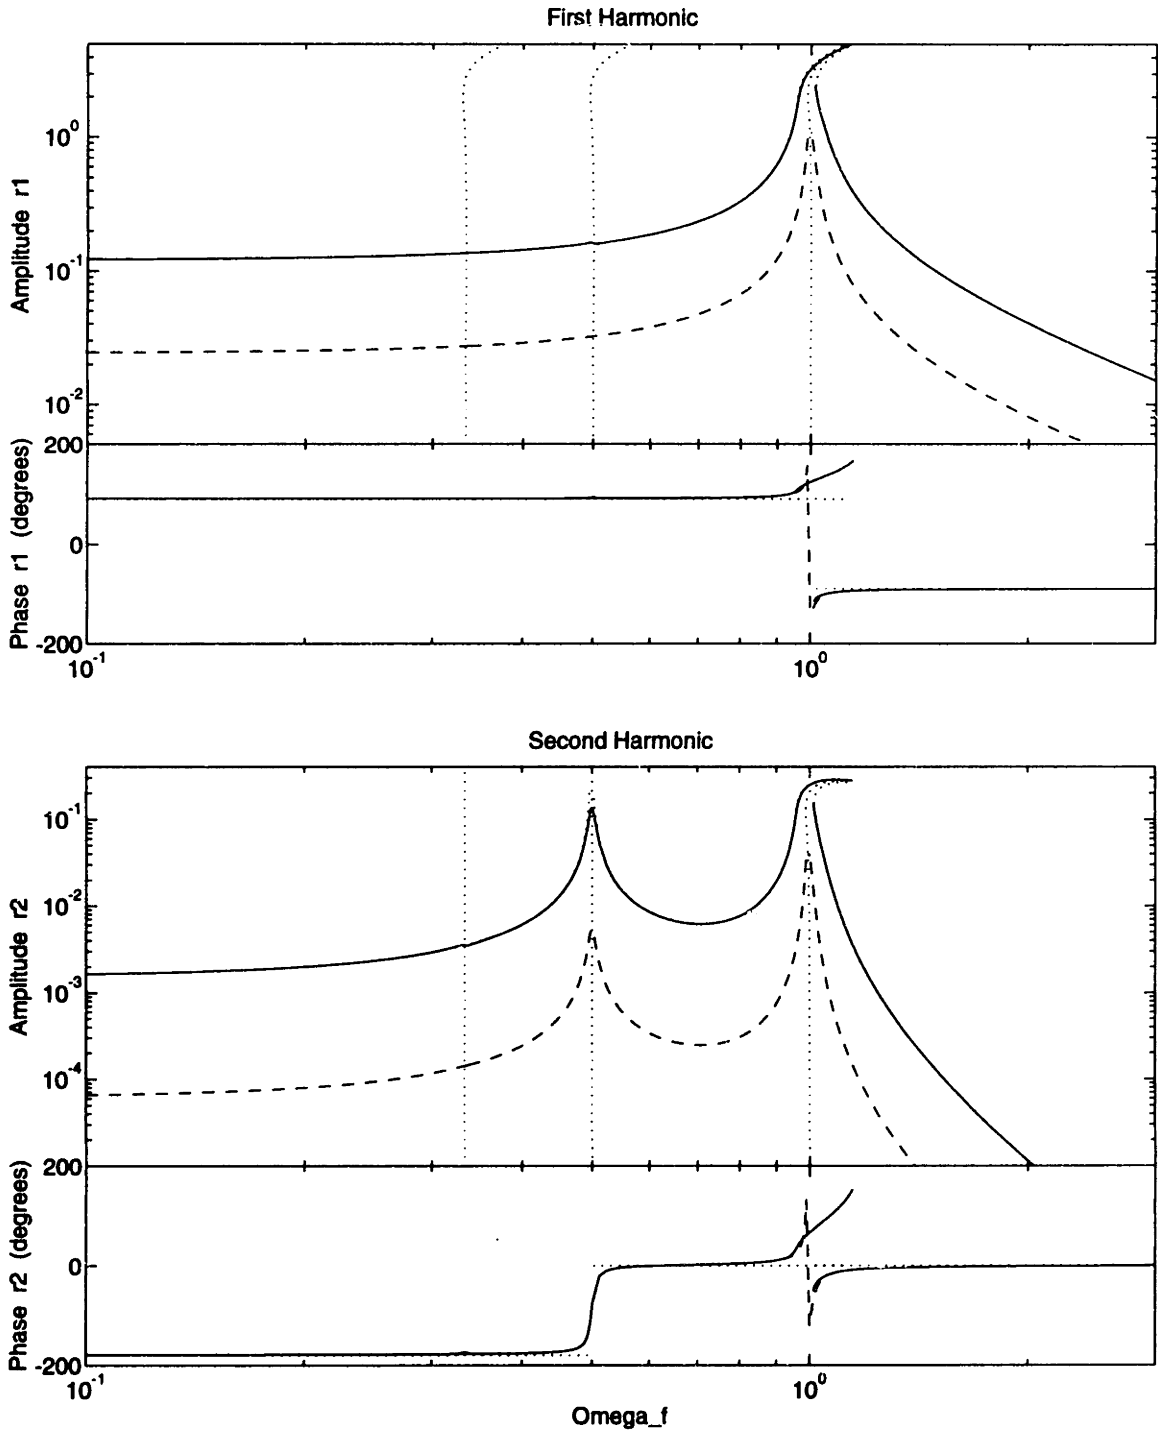 First Harmonic
Amplitude r1
10^0
10^-1
10^-2
Phase r1 (degrees)
200
0
-200
10^-1
10^0
Second Harmonic
Amplitude r2
10^-1
10^-2
10^-3
10^-4
Phase r2 (degrees)
200
0
-200
10^-1
10^0
Omega_f